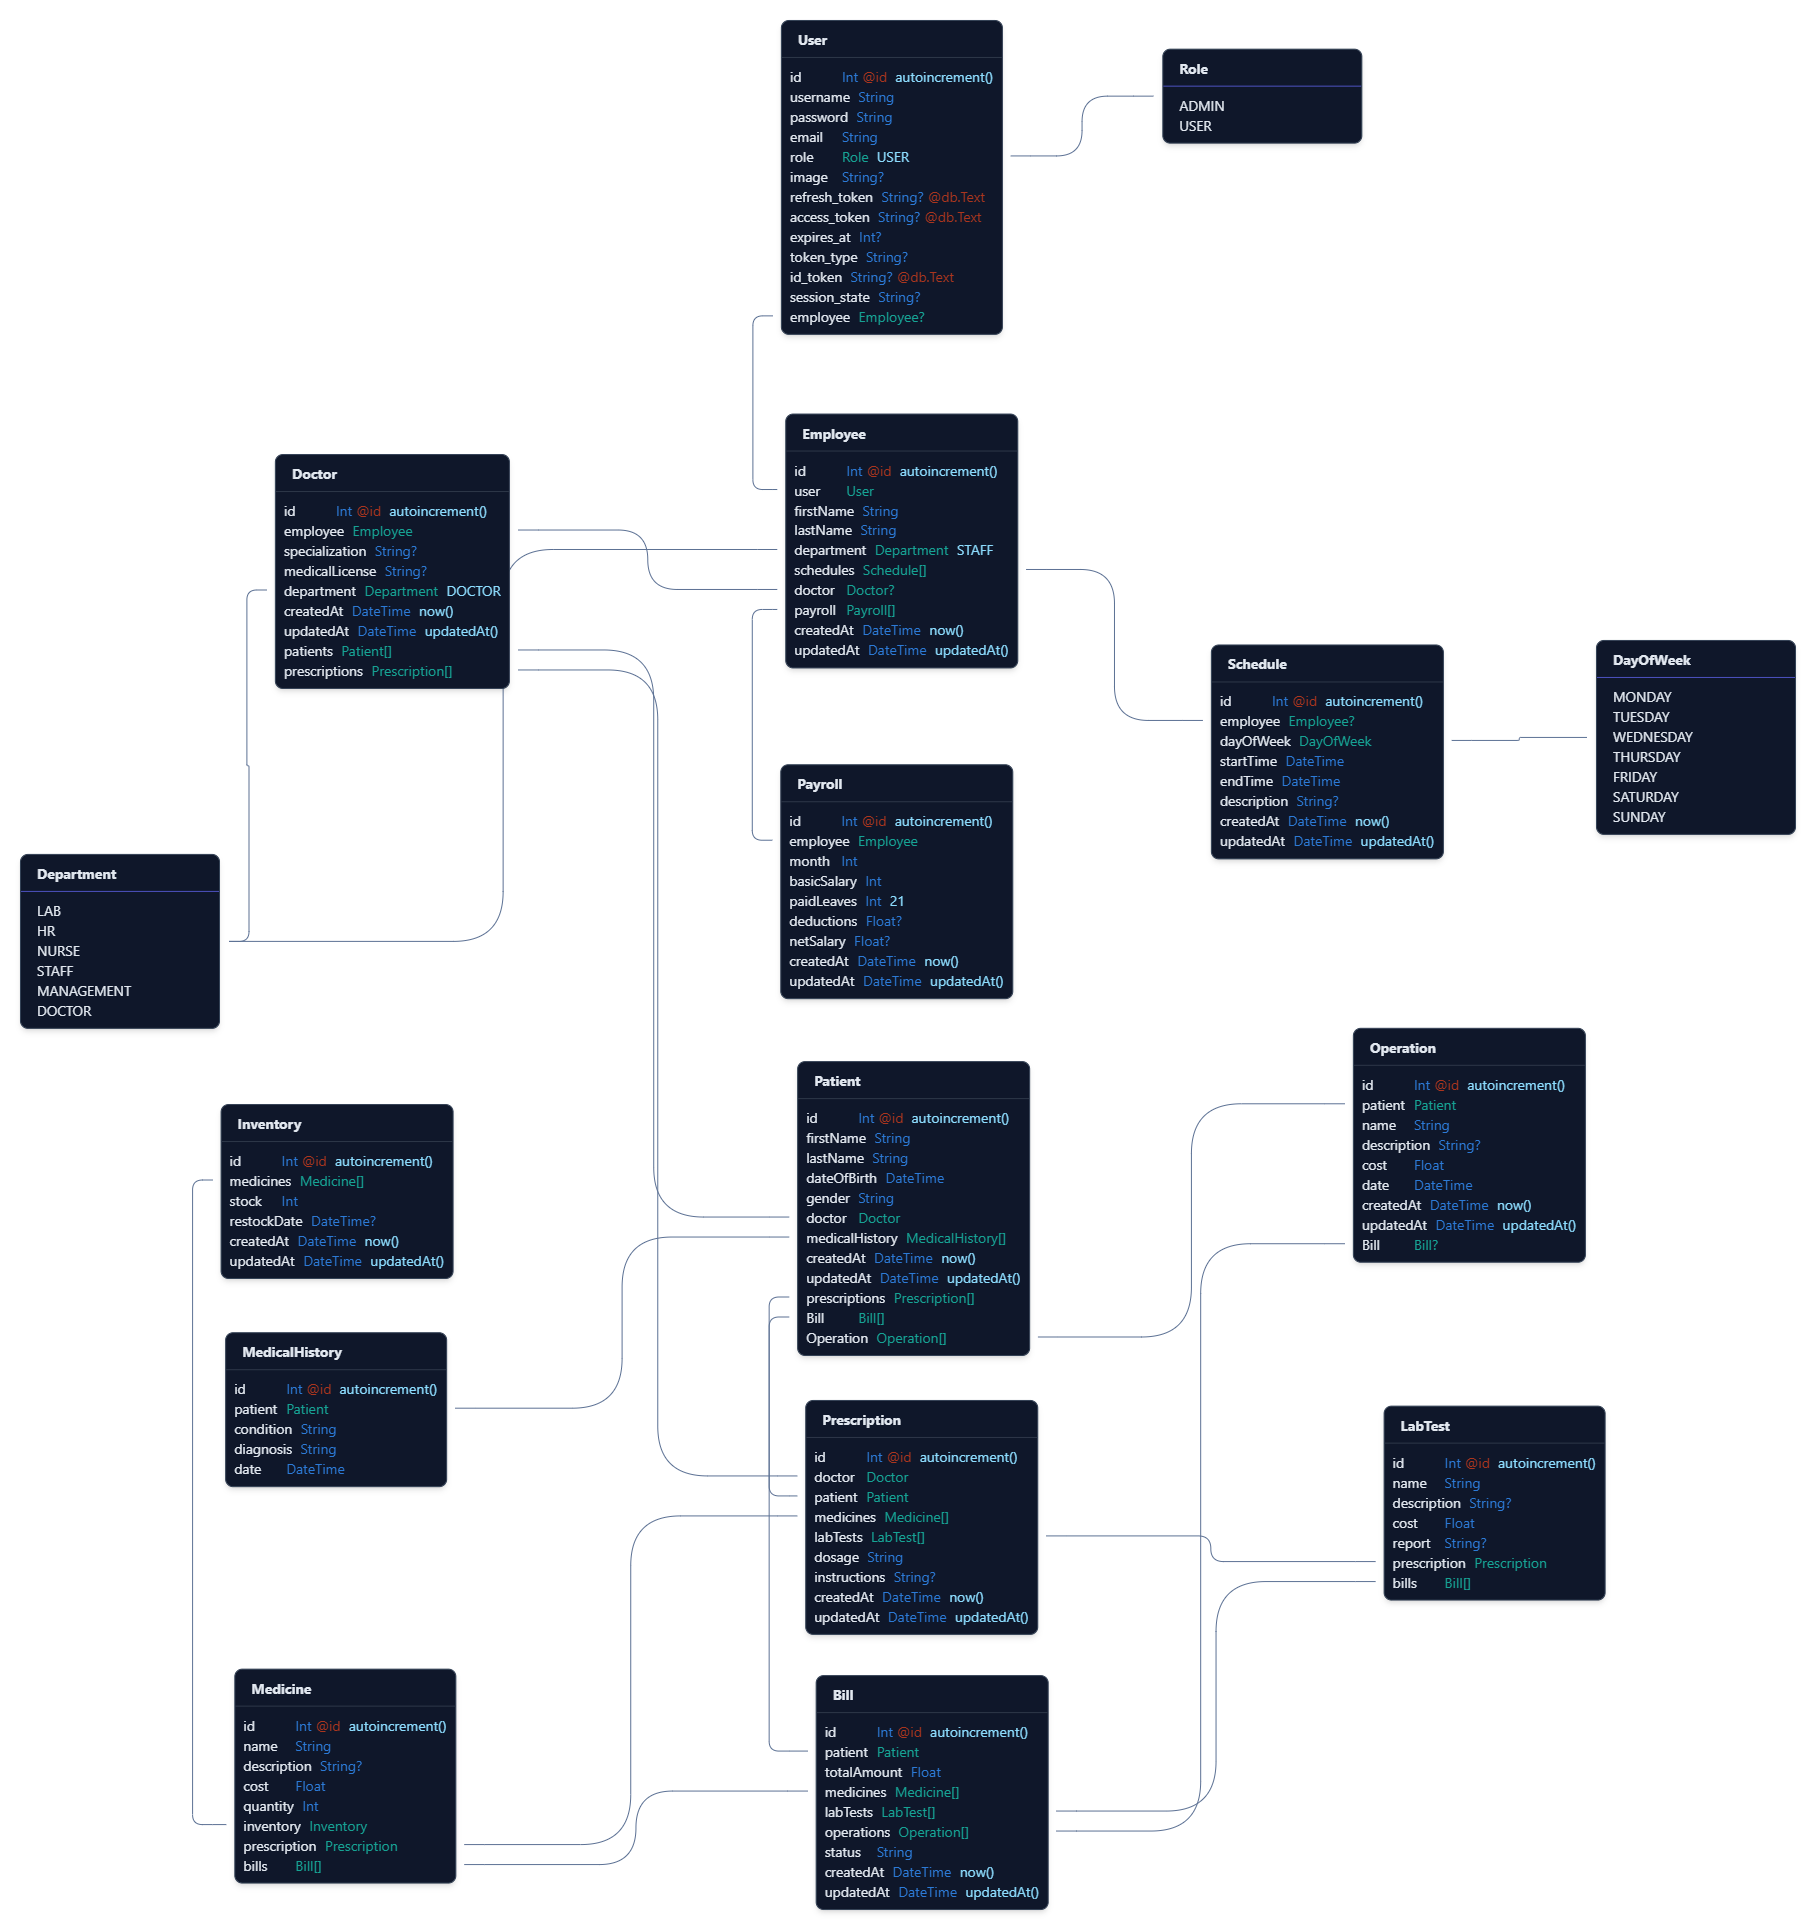 User
id Int @id autoincrement()
username String
password String
email String
role Role USER
image String?
refresh_token String? @db.Text
access_token String? @db.Text
expires_at Int?
token_type String?
id_token String? @db.Text
session_state String?
employee Employee?
Role
ADMIN
USER
Employee
id Int @id autoincrement()
user User
firstName String
lastName String
department Department STAFF
schedules Schedule[]
doctor Doctor?
payroll Payroll[]
createdAt DateTime now()
updatedAt DateTime updatedAt()
Doctor
id Int @id autoincrement()
employee Employee
specialization String?
medicalLicense String?
department Department DOCTOR
createdAt DateTime now()
updatedAt DateTime updatedAt()
patients Patient[]
prescriptions Prescription[]
Schedule
id Int @id autoincrement()
employee Employee?
dayOfWeek DayOfWeek
startTime DateTime
endTime DateTime
description String?
createdAt DateTime now()
updatedAt DateTime updatedAt()
DayOfWeek
MONDAY
TUESDAY
WEDNESDAY
THURSDAY
FRIDAY
SATURDAY
SUNDAY
Payroll
id Int @id autoincrement()
employee Employee
month Int
basicSalary Int
paidLeaves Int 21
deductions Float?
netSalary Float?
createdAt DateTime now()
updatedAt DateTime updatedAt()
Department
LAB
HR
NURSE
STAFF
MANAGEMENT
DOCTOR
Operation
id Int @id autoincrement()
patient Patient
name String
description String?
cost Float
date DateTime
createdAt DateTime now()
updatedAt DateTime updatedAt()
Bill Bill?
Patient
id Int @id autoincrement()
firstName String
lastName String
dateOfBirth DateTime
gender String
doctor Doctor
medicalHistory MedicalHistory[]
createdAt DateTime now()
updatedAt DateTime updatedAt()
prescriptions Prescription[]
Bill Bill[]
Operation Operation[]
Inventory
id Int @id autoincrement()
medicines Medicine[]
stock Int
restockDate DateTime?
createdAt DateTime now()
updatedAt DateTime updatedAt()
MedicalHistory
id Int @id autoincrement()
patient Patient
condition String
diagnosis String
date DateTime
Prescription
id Int @id autoincrement()
doctor Doctor
patient Patient
medicines Medicine[]
labTests LabTest[]
dosage String
instructions String?
createdAt DateTime now()
updatedAt DateTime updatedAt()
LabTest
id Int @id autoincrement()
name String
description String?
cost Float
report String?
prescription Prescription
bills Bill[]
Medicine
id Int @id autoincrement()
name String
description String?
cost Float
quantity Int
inventory Inventory
prescription Prescription
bills Bill[]
Bill
id Int @id autoincrement()
patient Patient
totalAmount Float
medicines Medicine[]
labTests LabTest[]
operations Operation[]
status String
createdAt DateTime now()
updatedAt DateTime updatedAt()